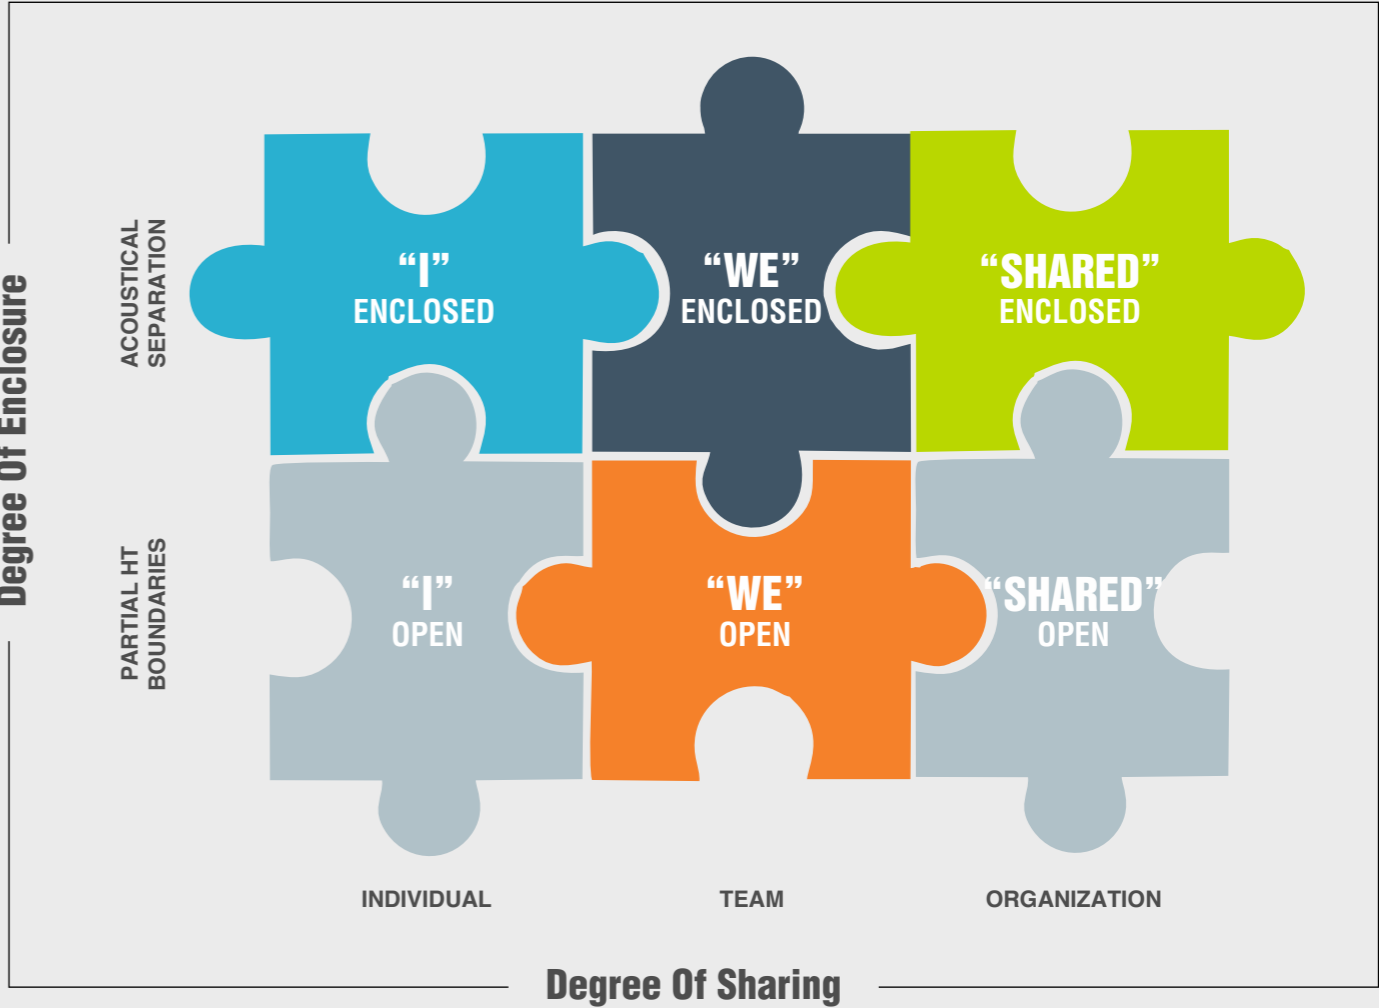 Degree Of Enclosure
ACOUSTICAL
SEPARATION
“I”
ENCLOSED
“WE”
ENCLOSED
“SHARED”
ENCLOSED
PARTIAL HT
BOUNDARIES
“I”
OPEN
“WE”
OPEN
“SHARED”
OPEN
INDIVIDUAL
TEAM
ORGANIZATION
Degree Of Sharing